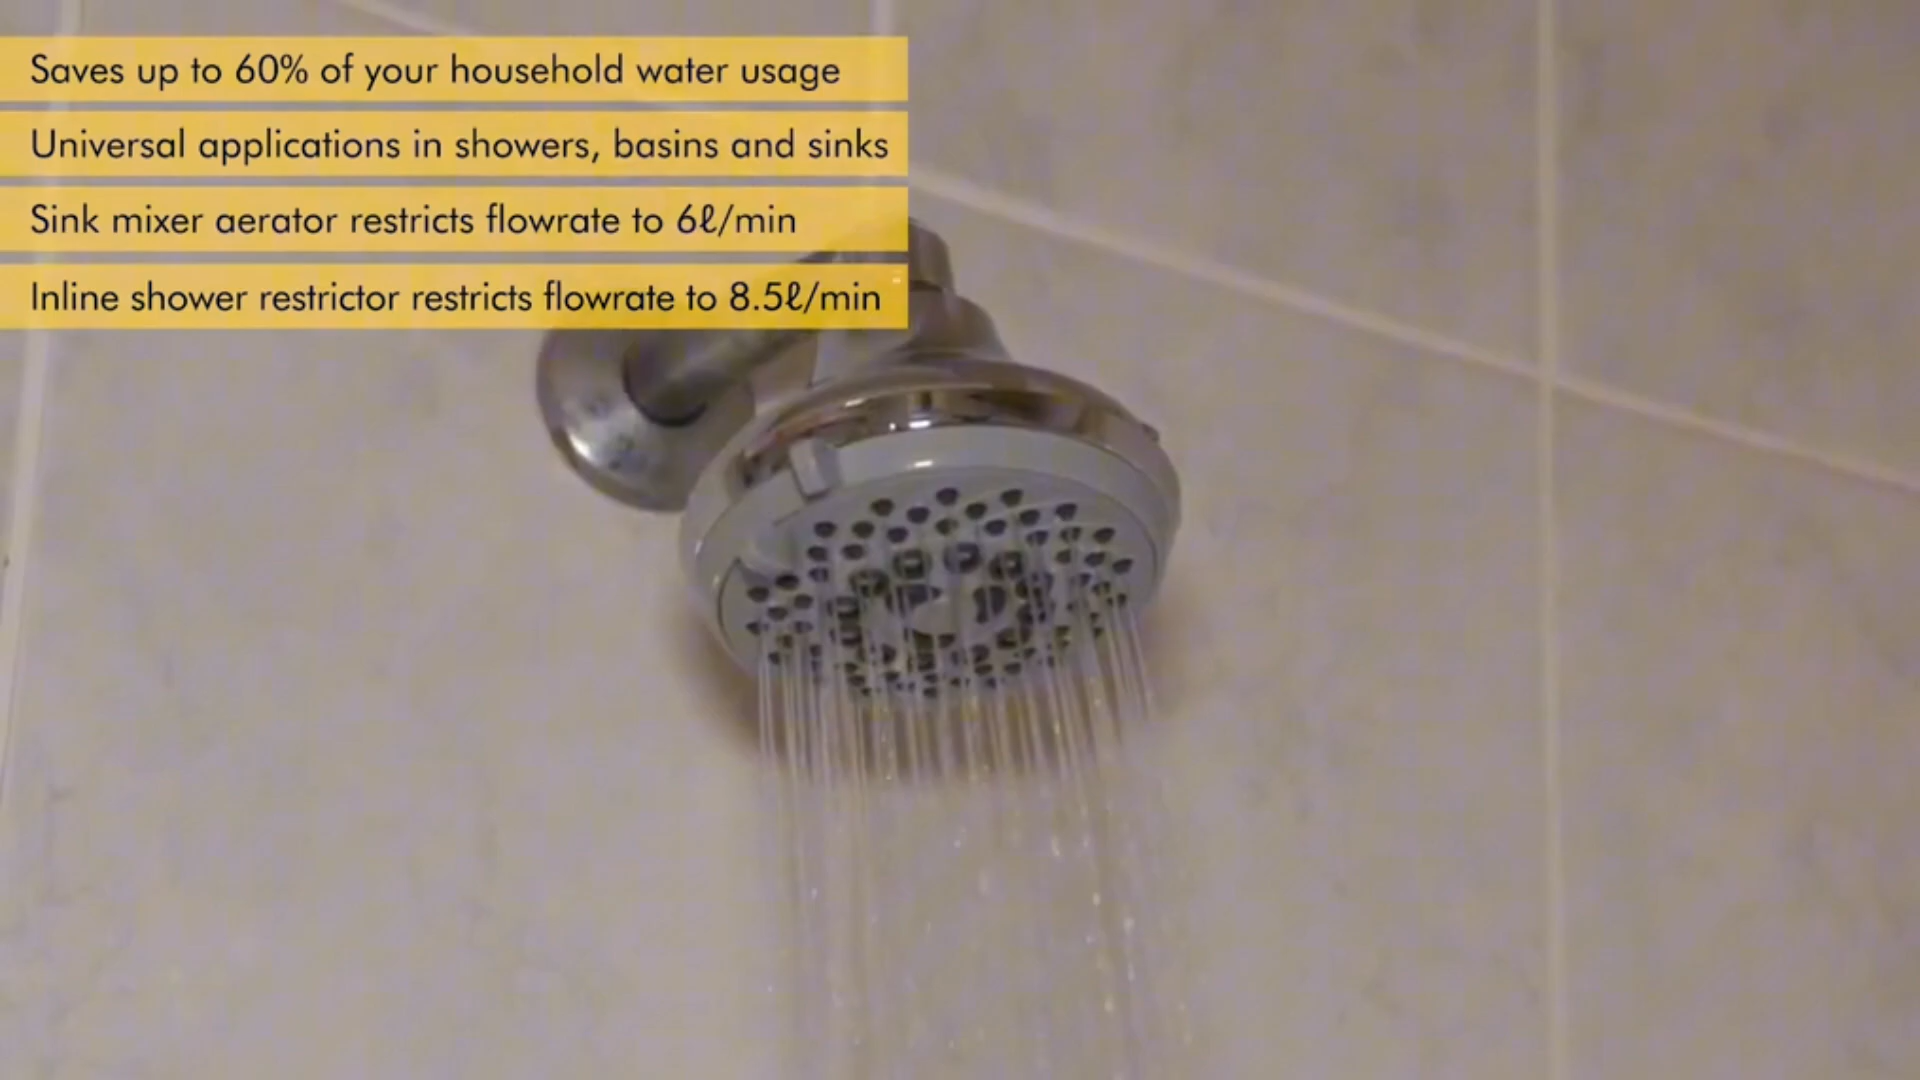 Saves up to 60% of your household water usage
Universal applications in showers, basins and sinks
Sink mixer aerator restricts flowrate to 6ℓ/min
Inline shower restrictor restricts flowrate to 8.5ℓ/min